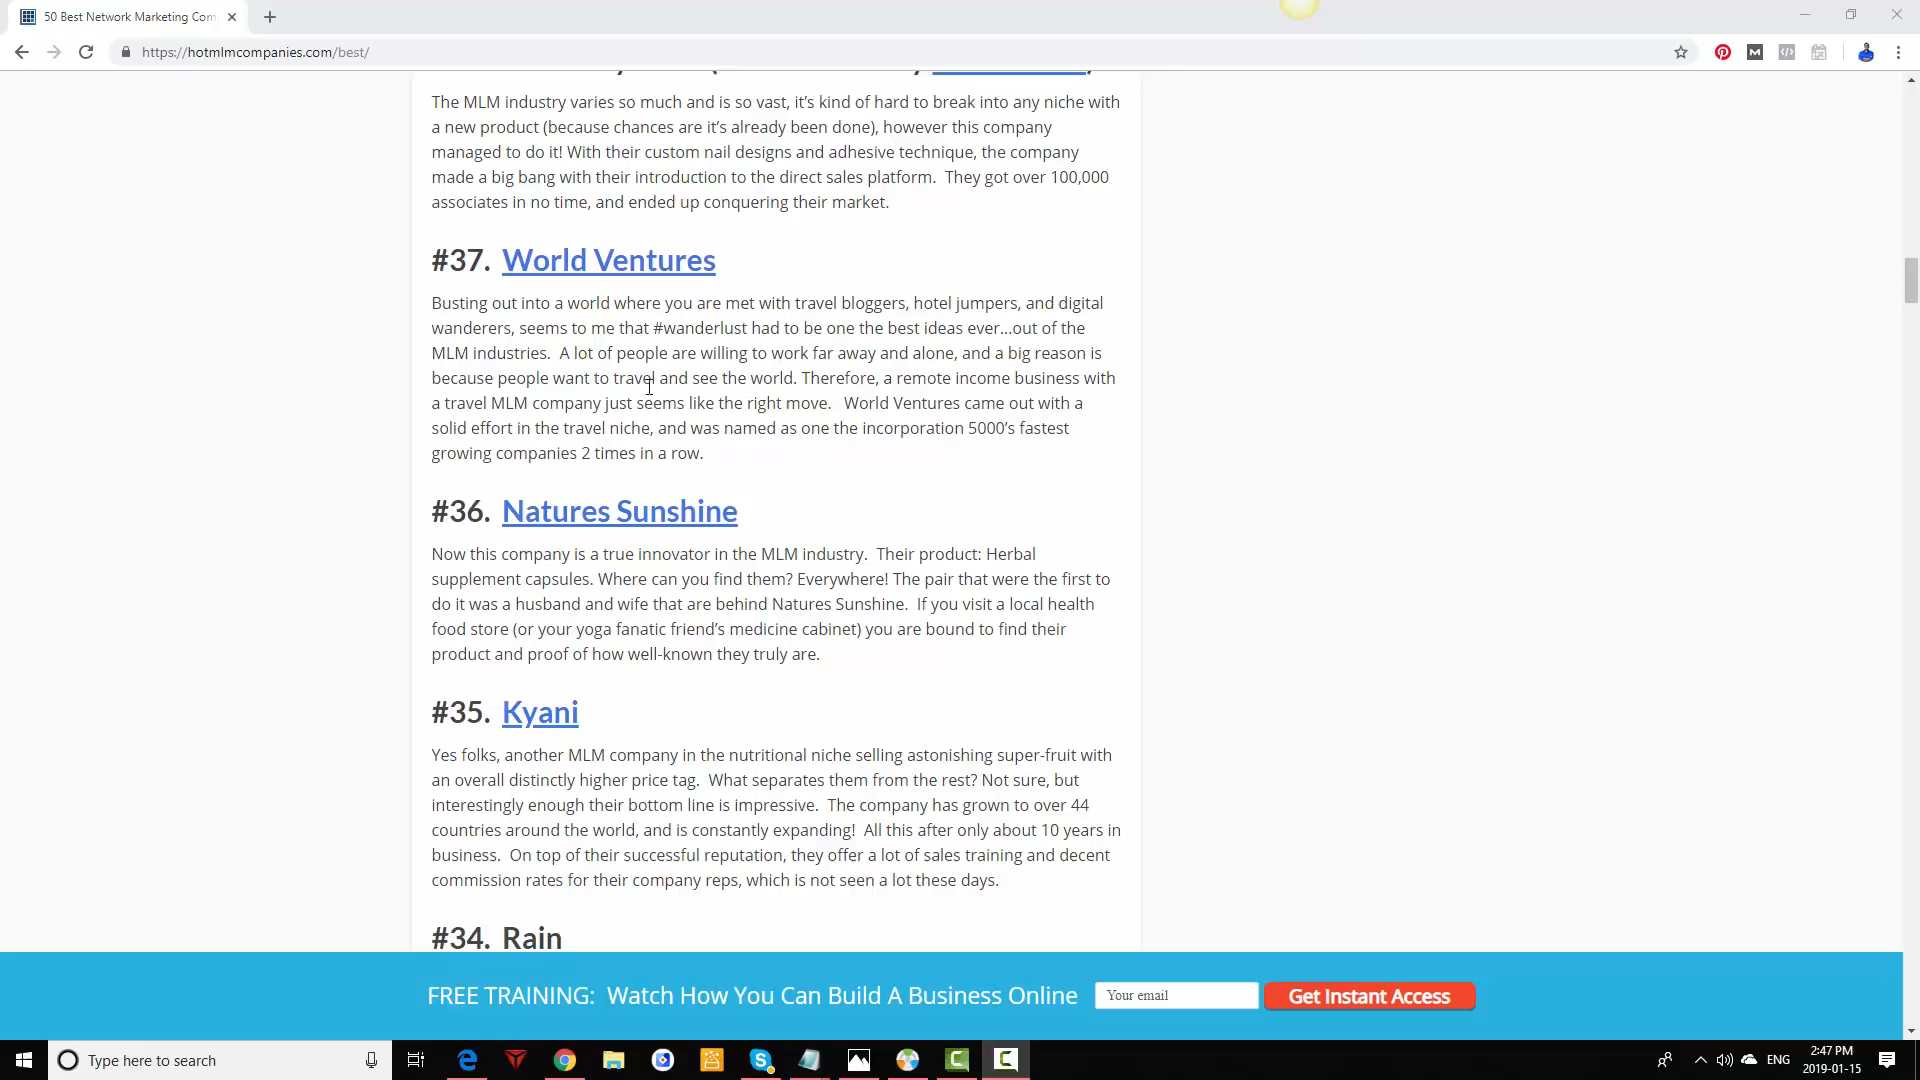 50 Best Network Marketing Com
https://hotmlmcompanies.com/best/
The MLM industry varies so much and is so vast, it's kind of hard to break into any niche with
a new product (because chances are it's already been done), however this company
managed to do it! With their custom nail designs and adhesive technique, the company
made a big bang with their introduction to the direct sales platform.  They got over 100,000
associates in no time, and ended up conquering their market.
#37. World Ventures
Busting out into a world where you are met with travel bloggers, hotel jumpers, and digital
wanderers, seems to me that #wanderlust had to be one the best ideas ever…out of the
MLM industries.  A lot of people are willing to work far away and alone, and a big reason is
because people want to travel and see the world. Therefore, a remote income business with
a travel MLM company just seems like the right move.   World Ventures came out with a
solid effort in the travel niche, and was named as one the incorporation 5000's fastest
growing companies 2 times in a row.
#36. Natures Sunshine
Now this company is a true innovator in the MLM industry.  Their product: Herbal
supplement capsules. Where can you find them? Everywhere! The pair that were the first to
do it was a husband and wife that are behind Natures Sunshine.  If you visit a local health
food store (or your yoga fanatic friend's medicine cabinet) you are bound to find their
product and proof of how well-known they truly are.
#35. Kyani
Yes folks, another MLM company in the nutritional niche selling astonishing super-fruit with
an overall distinctly higher price tag.  What separates them from the rest? Not sure, but
interestingly enough their bottom line is impressive.  The company has grown to over 44
countries around the world, and is constantly expanding!  All this after only about 10 years in
business.  On top of their successful reputation, they offer a lot of sales training and decent
commission rates for their company reps, which is not seen a lot these days.
#34. Rain
FREE TRAINING:  Watch How You Can Build A Business Online
Your email
Get Instant Access
Type here to search
ENG
2:47 PM
2019-01-15